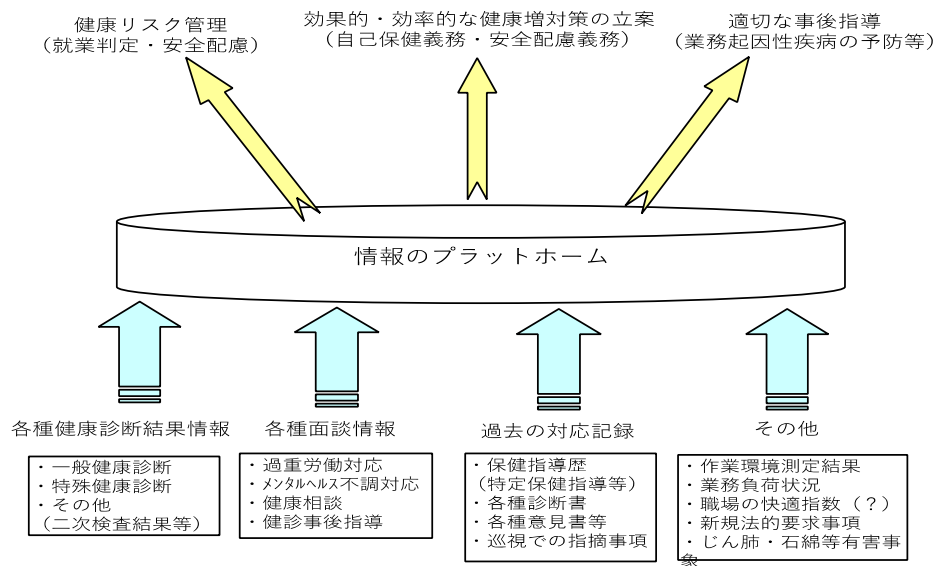 健康リスク管理
（就業判定・安全配慮）
効果的・効率的な健康増対策の立案
（自己保健義務・安全配慮義務）
適切な事後指導
（業務起因性疾病の予防等）
情報のプラットホーム
各種健康診断結果情報
・一般健康診断
・特殊健康診断
・その他
（二次検査結果等）
各種面談情報
・過重労働対応
・ﾒﾝﾀﾙﾍﾙｽ不調対応
・健康相談
・健診事後指導
過去の対応記録
・保健指導歴
（特定保健指導等）
・各種診断書
・各種意見書等
・巡視での指摘事項
その他
・作業環境測定結果
・業務負荷状況
・職場の快適指数（？）
・新規法的要求事項
・じん肺・石綿等有害事
象